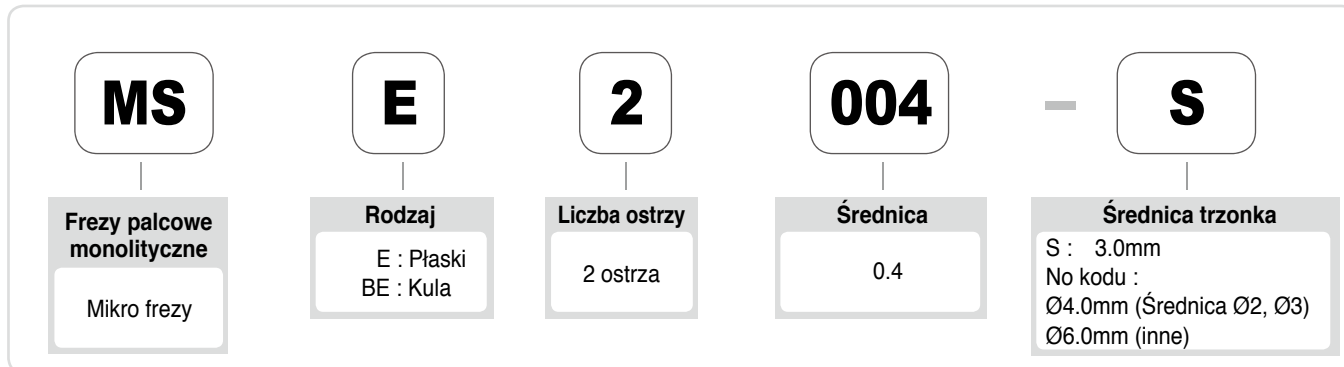 MS E 2 004 - S
Frezy palcowe
monolityczne
Mikro frezy
Rodzaj
E : Płaski
BE : Kula
Liczba ostrzy
2 ostrza
Średnica
0.4
Średnica trzonka
S : 3.0mm
No kodu :
Ø4.0mm (Średnica Ø2, Ø3)
Ø6.0mm (inne)